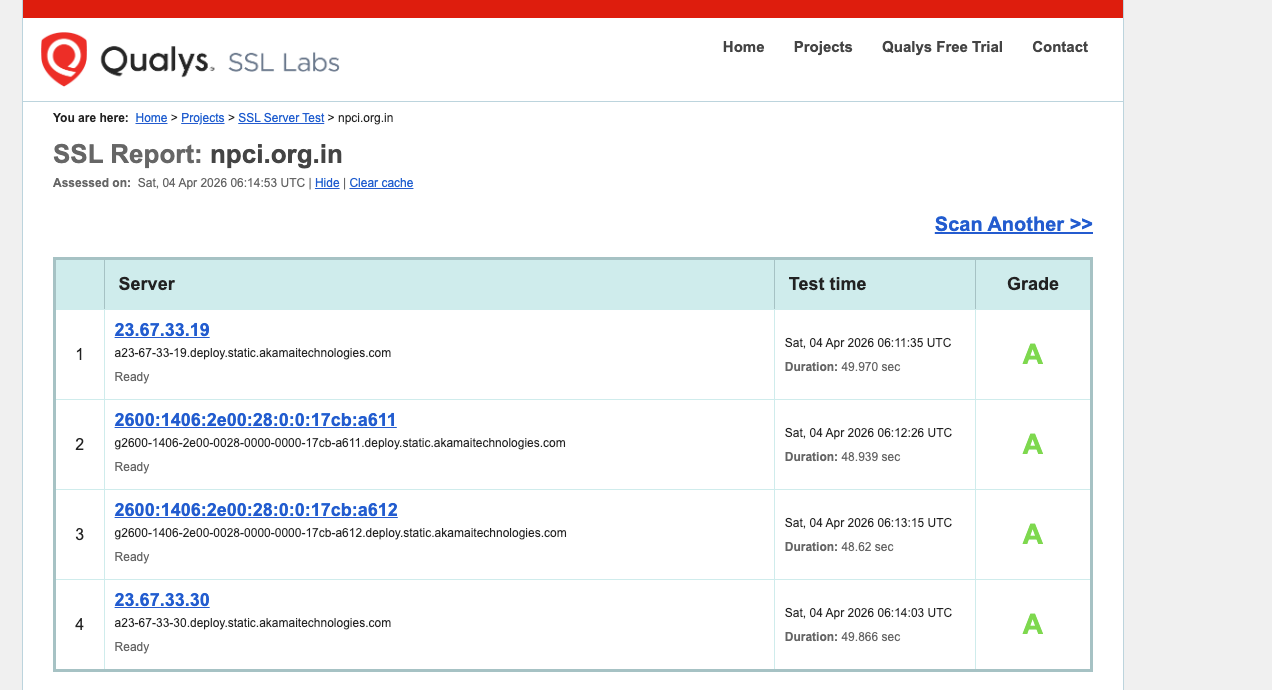 Qualys. SSL Labs
Home Projects Qualys Free Trial Contact
You are here: Home > Projects > SSL Server Test > npci.org.in
SSL Report: npci.org.in
Assessed on: Sat, 04 Apr 2026 06:14:53 UTC | Hide | Clear cache
Scan Another >>
Server Test time Grade
1
23.67.33.19
a23-67-33-19.deploy.static.akamaitechnologies.com
Ready
Sat, 04 Apr 2026 06:11:35 UTC
Duration: 49.970 sec
A
2
2600:1406:2e00:28:0:0:17cb:a611
g2600-1406-2e00-0028-0000-0000-17cb-a611.deploy.static.akamaitechnologies.com
Ready
Sat, 04 Apr 2026 06:12:26 UTC
Duration: 48.939 sec
A
3
2600:1406:2e00:28:0:0:17cb:a612
g2600-1406-2e00-0028-0000-0000-17cb-a612.deploy.static.akamaitechnologies.com
Ready
Sat, 04 Apr 2026 06:13:15 UTC
Duration: 48.62 sec
A
4
23.67.33.30
a23-67-33-30.deploy.static.akamaitechnologies.com
Ready
Sat, 04 Apr 2026 06:14:03 UTC
Duration: 49.866 sec
A